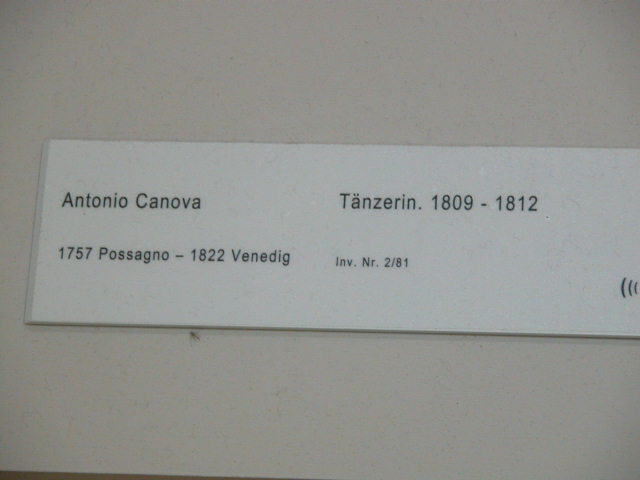 Antonio Canova
1757 Possagno – 1822 Venedig
Tänzerin. 1809 - 1812
Inv. Nr. 2/81